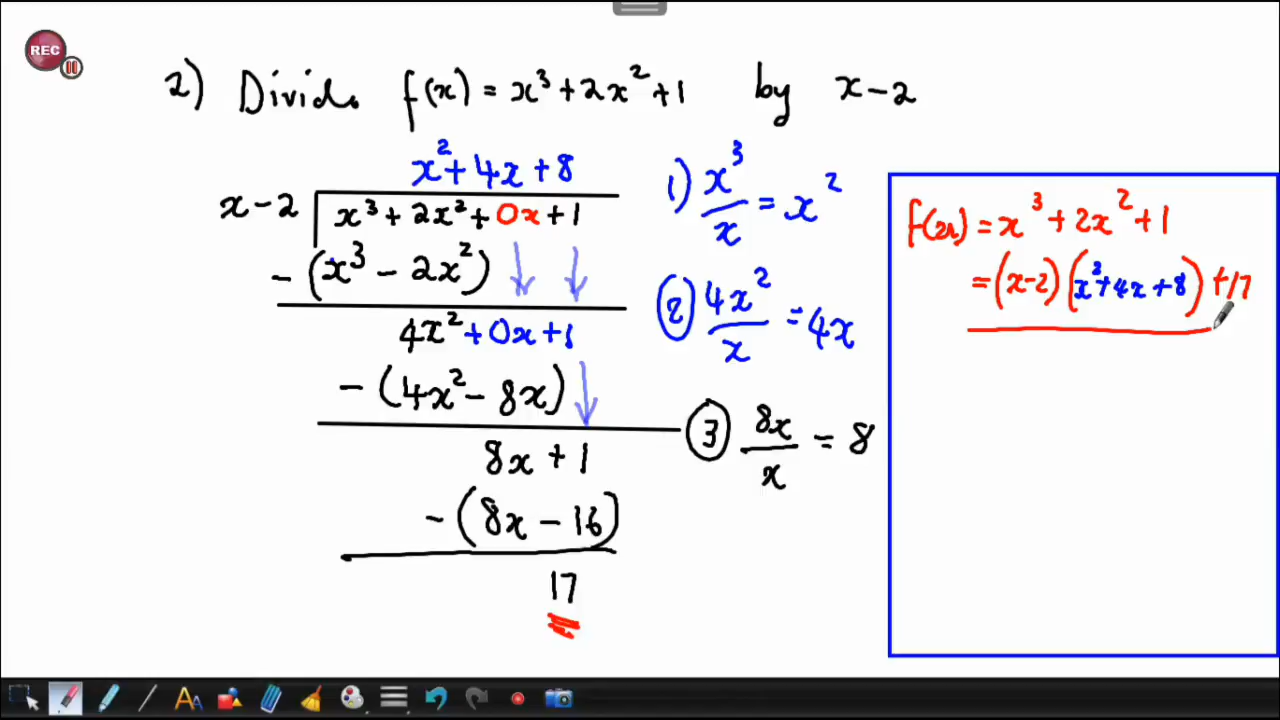 REC
2) Divide f(x) = x³ + 2x² + 1 by x - 2
x² + 4x + 8
x - 2 x³ + 2x² + 0x + 1
- (x³ - 2x²)
4x² + 0x + 1
- (4x² - 8x)
8x + 1
- (8x - 16)
17
1) x³/x = x²
② 4x²/x = 4x
③ 8x/x = 8
f(x) = x³ + 2x² + 1
= (x-2)(x² + 4x + 8) + 17